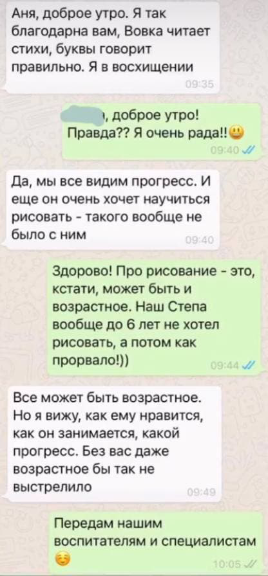 Аня, доброе утро. Я так
благодарна вам, Вовка читает
стихи, буквы говорит
правильно. Я в восхищении
09:35
, доброе утро!
Правда?? Я очень рада!!😃
09:40
Да, мы все видим прогресс. И
еще он очень хочет научиться
рисовать - такого вообще не
было с ним
09:40
Здорово! Про рисование - это,
кстати, может быть и
возрастное. Наш Степа
вообще до 6 лет не хотел
рисовать, а потом как
прорвало!))
09:44
Все может быть возрастное.
Но я вижу, как ему нравится,
как он занимается, какой
прогресс. Без вас даже
возрастное бы так не
выстрелило
09:49
Передам нашим
воспитателям и специалистам
☺️
10:05